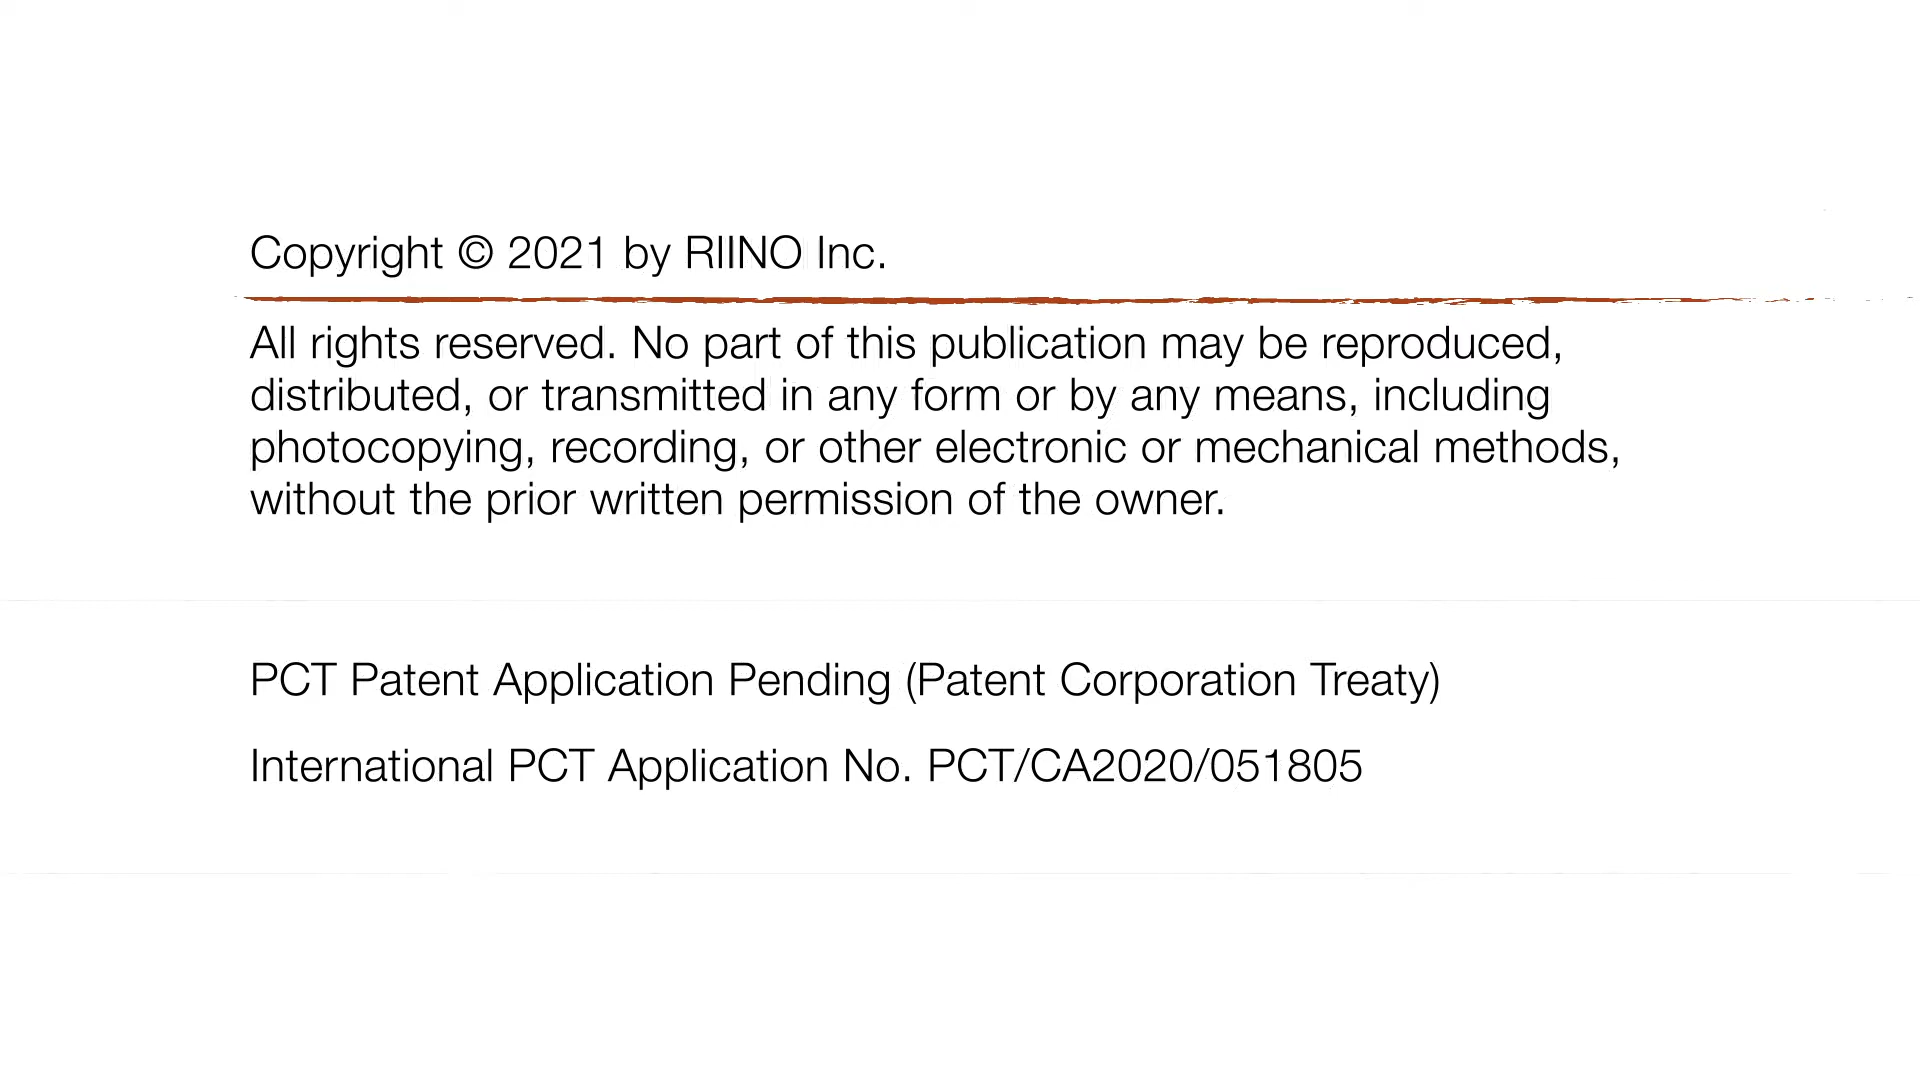 Copyright © 2021 by RIINO Inc.
All rights reserved. No part of this publication may be reproduced,
distributed, or transmitted in any form or by any means, including
photocopying, recording, or other electronic or mechanical methods,
without the prior written permission of the owner.
PCT Patent Application Pending (Patent Corporation Treaty)
International PCT Application No. PCT/CA2020/051805